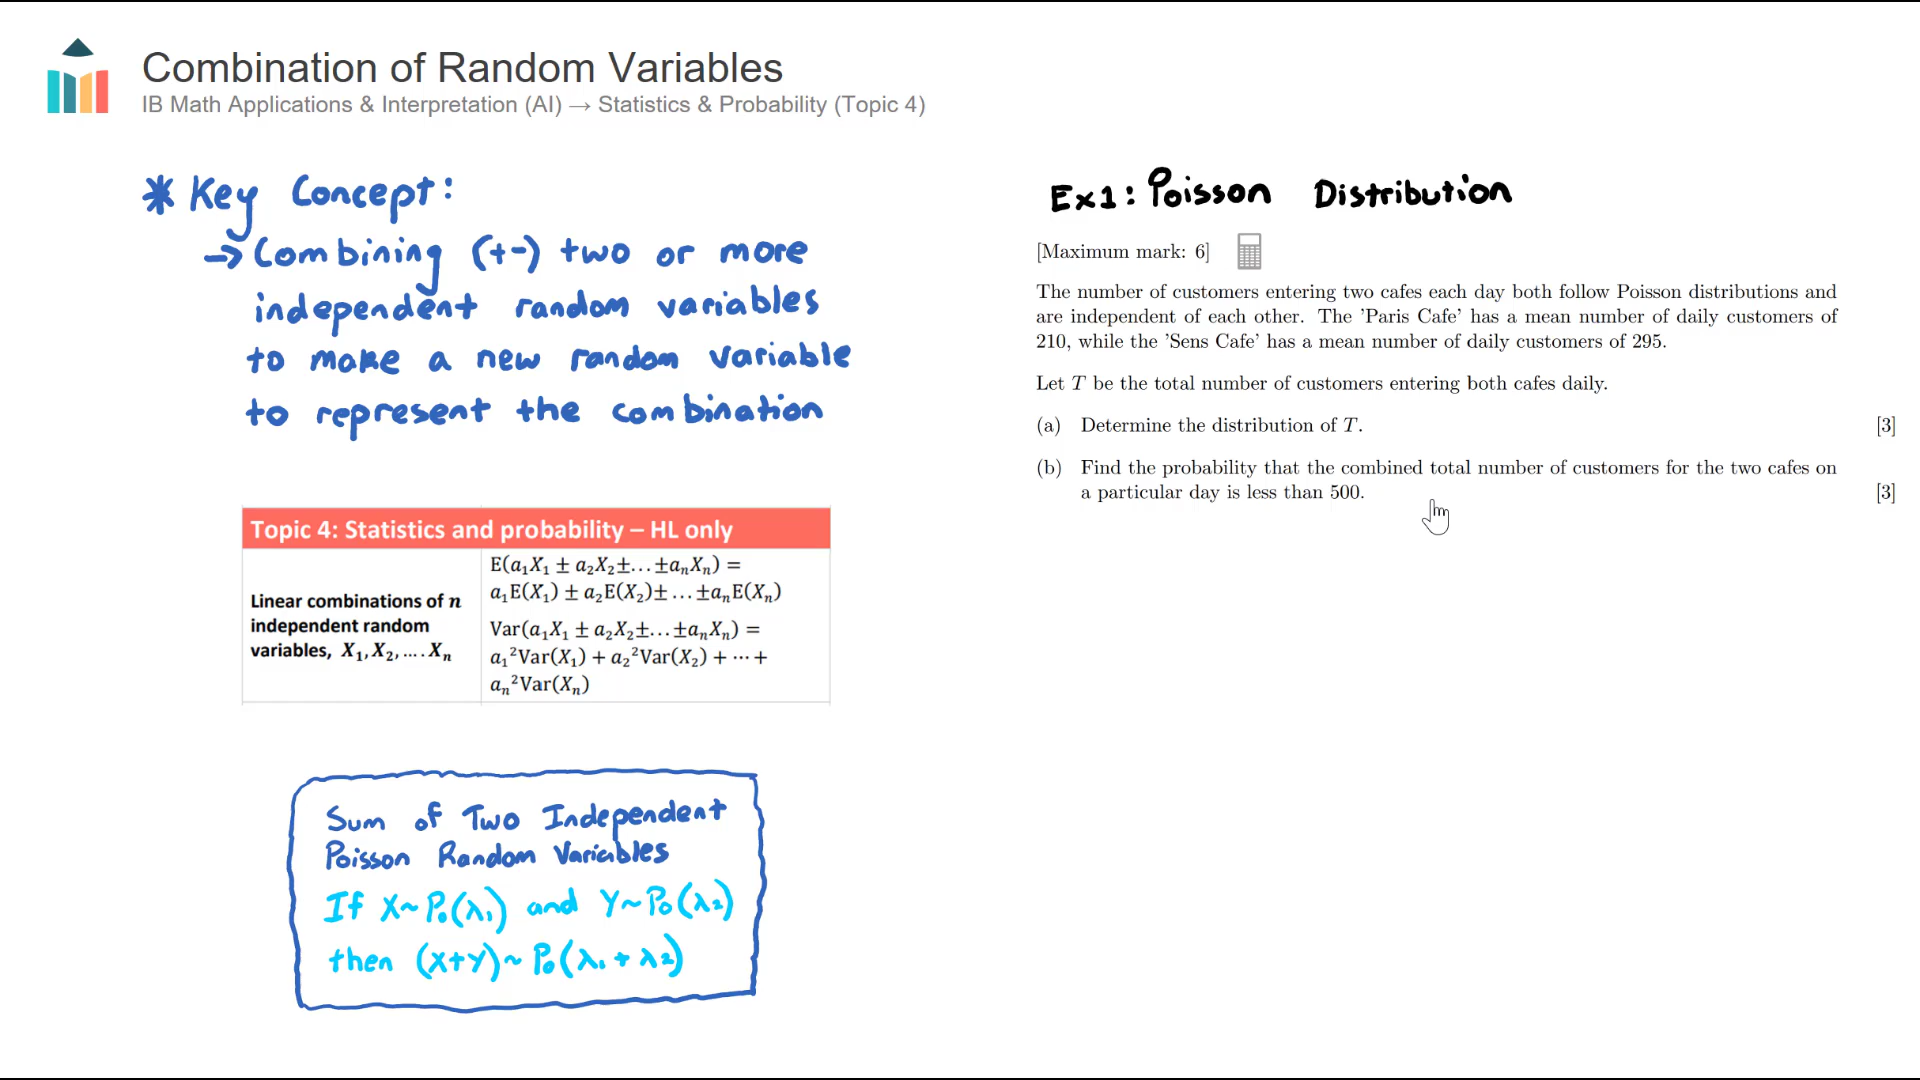 Combination of Random Variables
IB Math Applications & Interpretation (AI) → Statistics & Probability (Topic 4)
* Key Concept:
→ Combining (+-) two or more
independent random variables
to make a new random variable
to represent the combination
Topic 4: Statistics and probability – HL only
Linear combinations of n
independent random
variables, X₁, X₂, .... Xₙ
E(a₁X₁ ± a₂X₂±…±aₙXₙ) =
a₁E(X₁) ± a₂E(X₂)± …±aₙE(Xₙ)
Var(a₁X₁ ± a₂X₂±…±aₙXₙ) =
a₁²Var(X₁) + a₂²Var(X₂) + ⋯ +
aₙ²Var(Xₙ)
Sum of Two Independent
Poisson Random Variables
If X~Po(λ₁) and Y~Po(λ₂)
then (X+Y)~Po(λ₁ + λ₂)
Ex1: Poisson Distribution
[Maximum mark: 6]
The number of customers entering two cafes each day both follow Poisson distributions and
are independent of each other. The 'Paris Cafe' has a mean number of daily customers of
210, while the 'Sens Cafe' has a mean number of daily customers of 295.
Let T be the total number of customers entering both cafes daily.
(a) Determine the distribution of T. [3]
(b) Find the probability that the combined total number of customers for the two cafes on
a particular day is less than 500. [3]